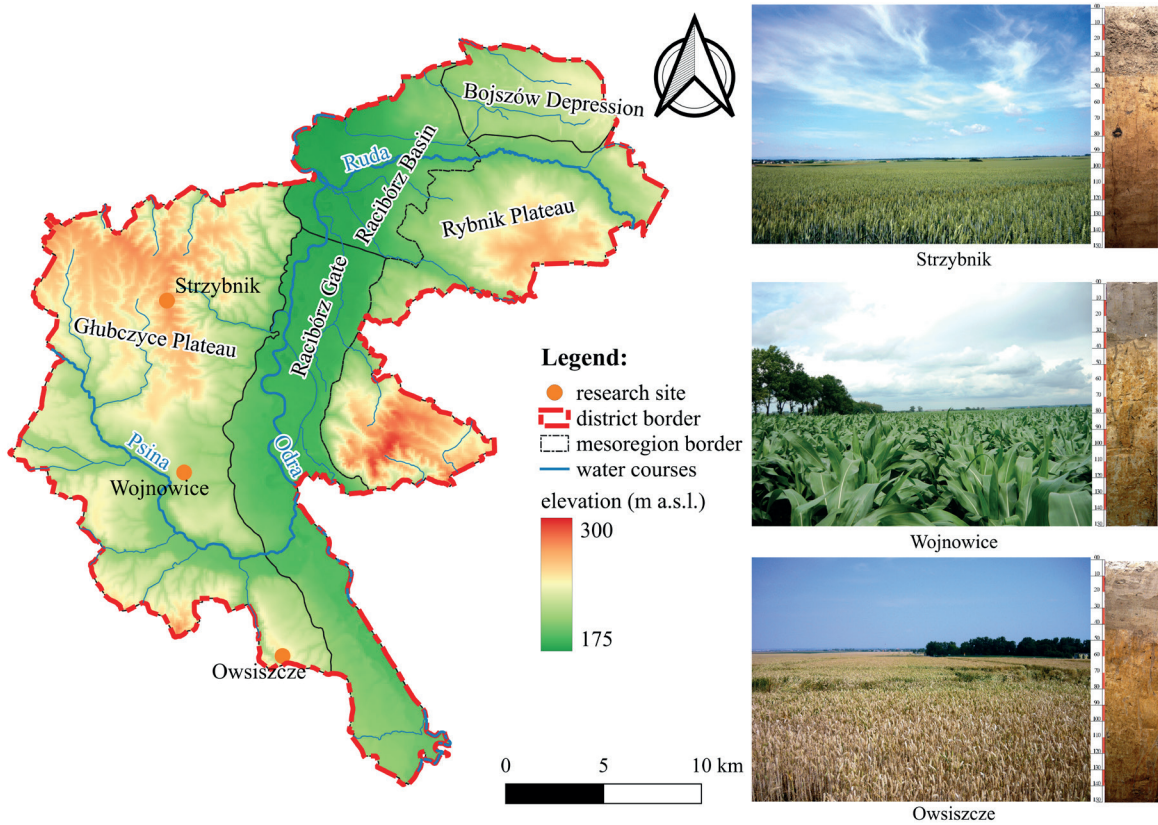 Bojszów Depression
Ruda
Racibórz Basin
Rybnik Plateau
Strzybnik
Racibórz Gate
Głubczyce Plateau
Psina
Odra
Wojnowice
Owsiszcze
Legend:
research site
district border
mesoregion border
water courses
elevation (m a.s.l.)
300
175
0 5 10 km
Strzybnik
Wojnowice
Owsiszcze